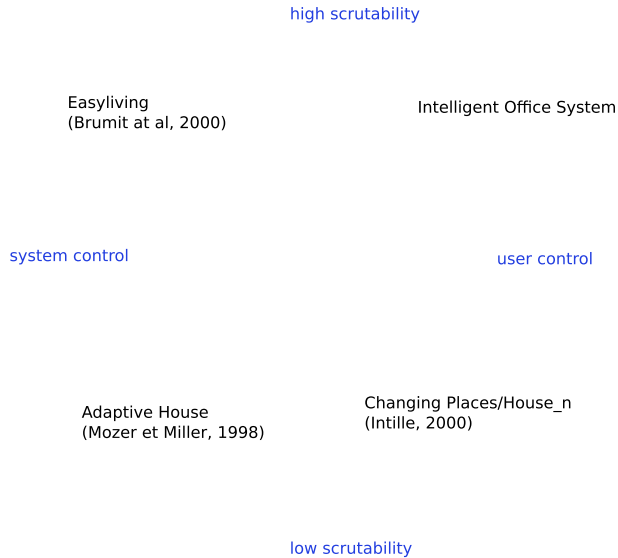 high scrutability
Easyliving
(Brumit at al, 2000)
Intelligent Office System
system control
user control
Adaptive House
(Mozer et Miller, 1998)
Changing Places/House_n
(Intille, 2000)
low scrutability